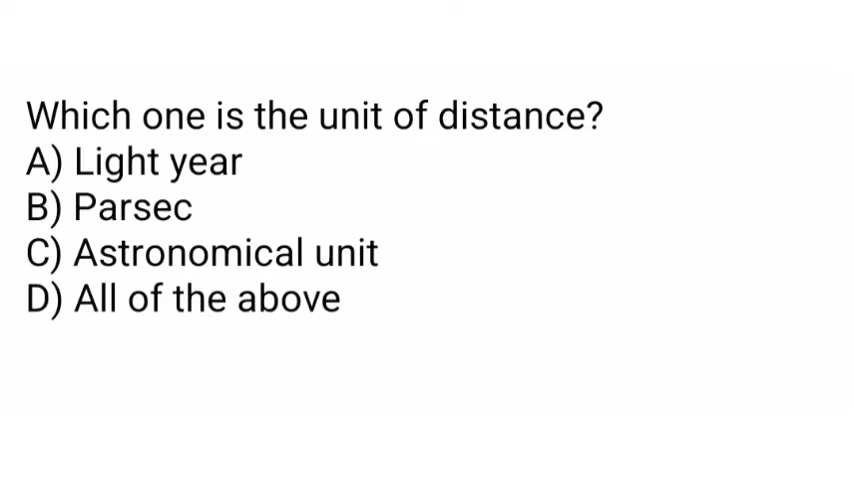 Which one is the unit of distance?
A) Light year
B) Parsec
C) Astronomical unit
D) All of the above